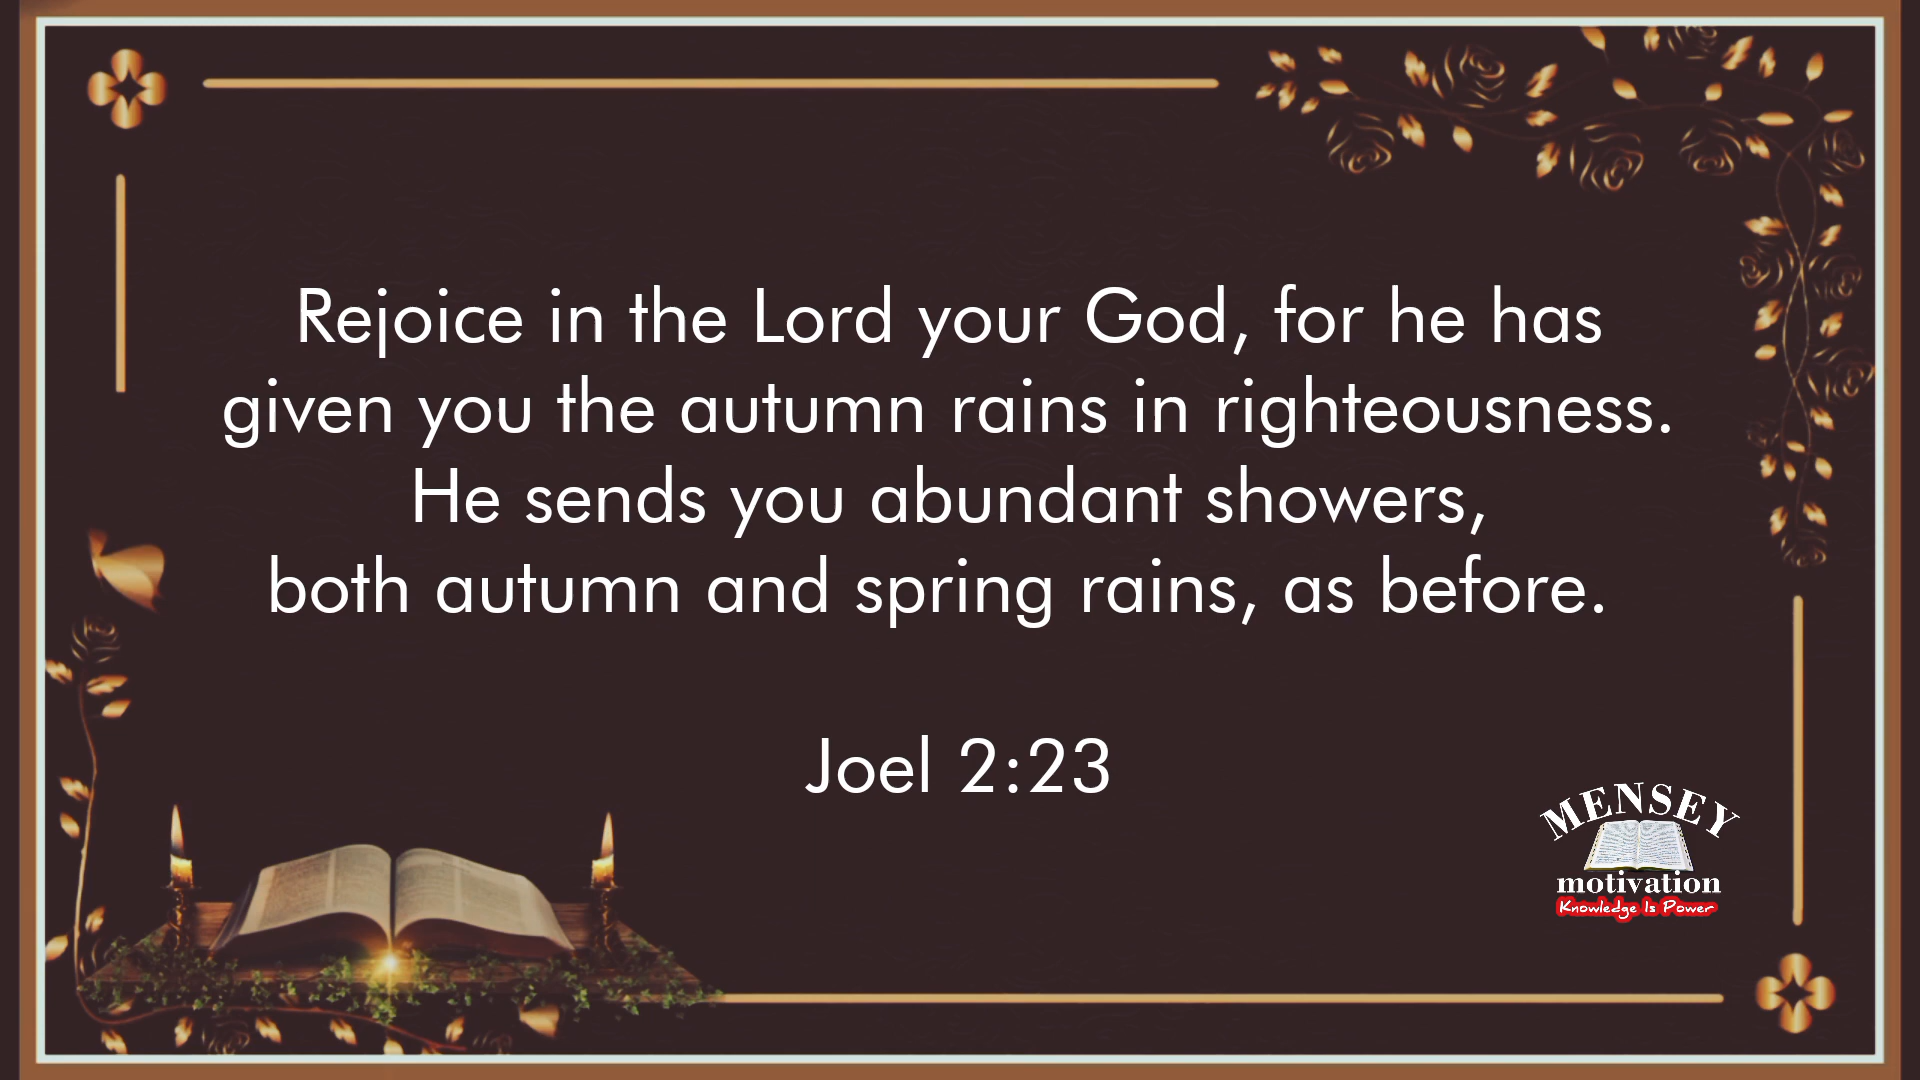 Rejoice in the Lord your God, for he has
given you the autumn rains in righteousness.
He sends you abundant showers,
both autumn and spring rains, as before.
Joel 2:23
MENSEY
motivation
Knowledge Is Power